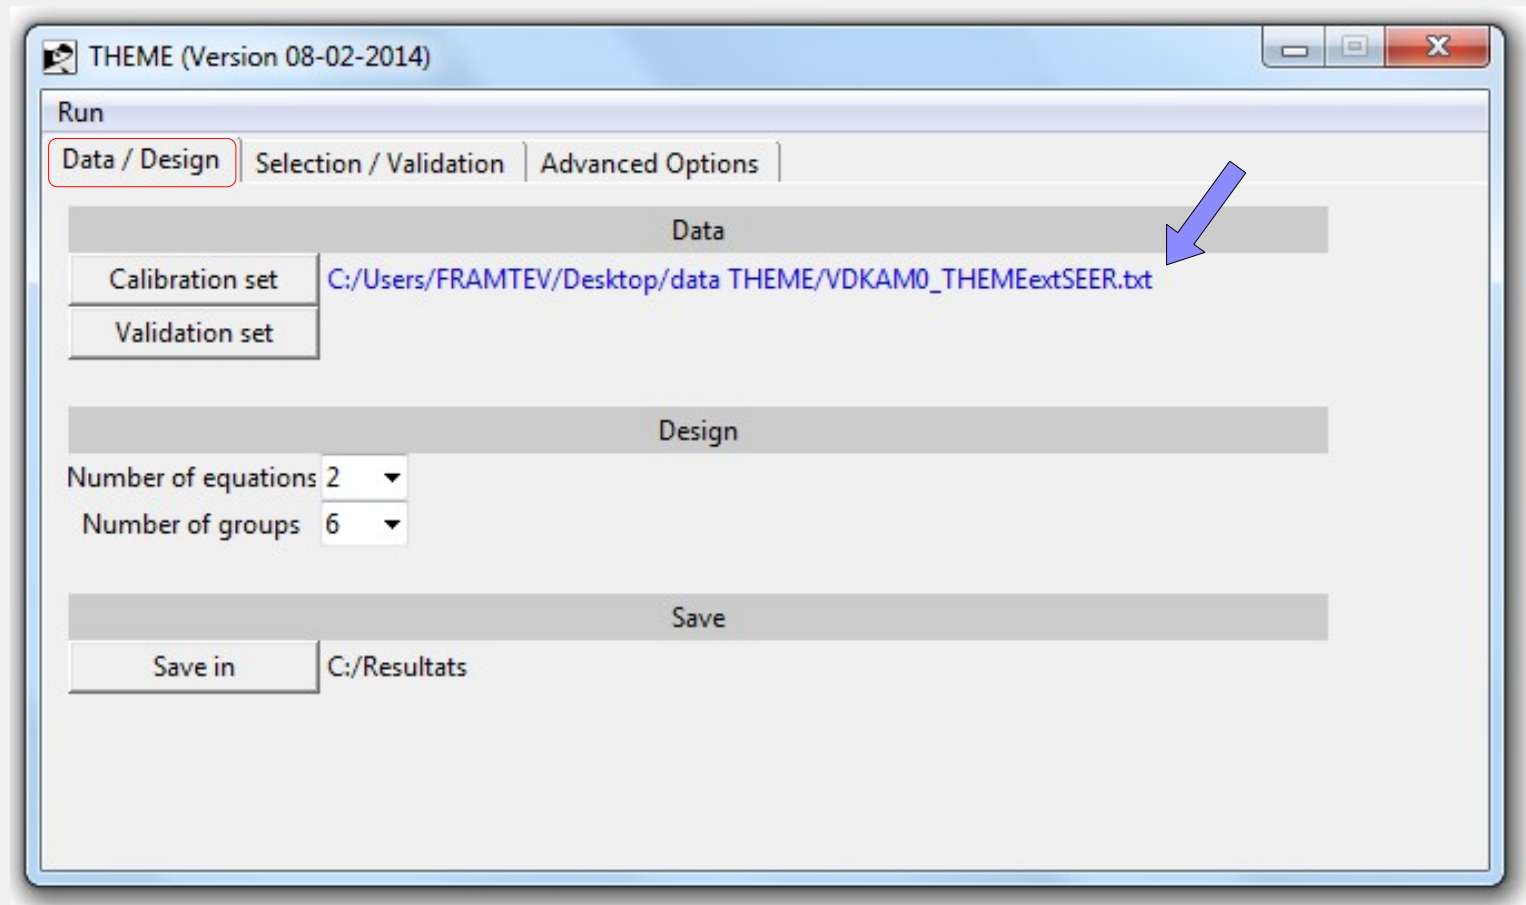 THEME (Version 08-02-2014)
Run
Data / Design Selection / Validation Advanced Options
Data
Calibration set C:/Users/FRAMTEV/Desktop/data THEME/VDKAM0_THEMEextSEER.txt
Validation set
Design
Number of equations 2
Number of groups 6
Save
Save in C:/Resultats